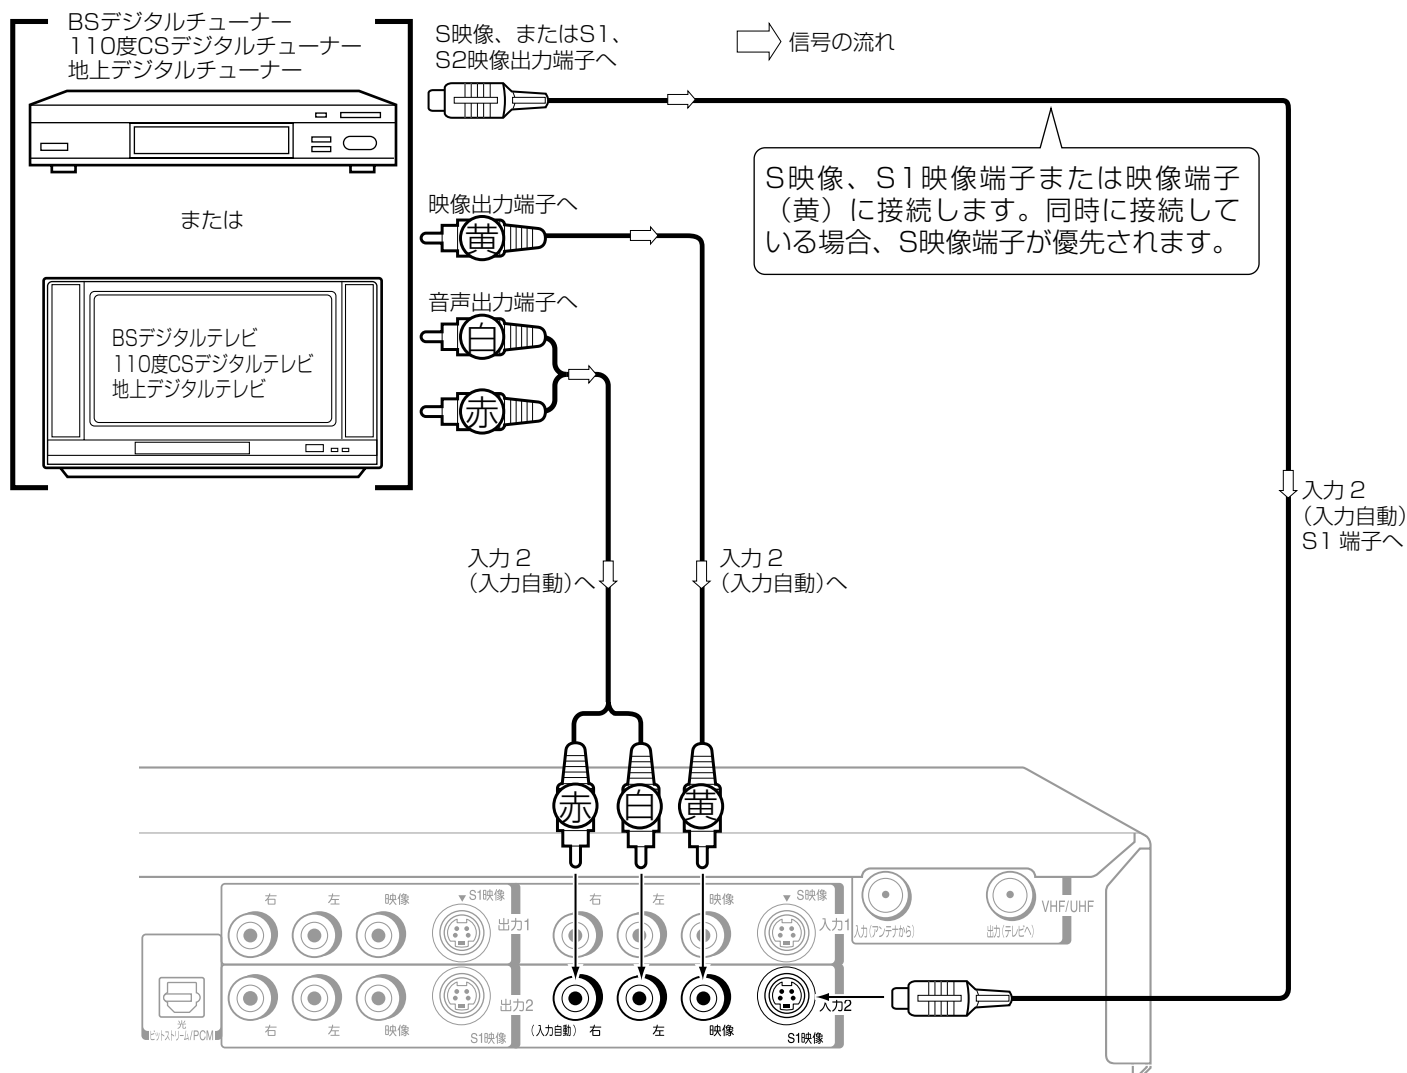 BSデジタルチューナー
110度CSデジタルチューナー
地上デジタルチューナー
または
BSデジタルテレビ
110度CSデジタルテレビ
地上デジタルテレビ
S映像、またはS1、
S2映像出力端子へ
信号の流れ
S映像、S1映像端子または映像端子
（黄）に接続します。同時に接続して
いる場合、S映像端子が優先されます。
映像出力端子へ
黄
音声出力端子へ
白
赤
入力 2
（入力自動）へ
入力 2
（入力自動）へ
入力 2
（入力自動）
S1 端子へ
赤
白
黄
右
左
映像
▼S1映像
出力1
右
左
映像
▼S映像
入力1
入力(アンテナから)
出力(テレビへ)
VHF/UHF
光
ビットストリーム/PCM
右
左
映像
S1映像
出力2
（入力自動）
右
左
映像
S1映像
入力2